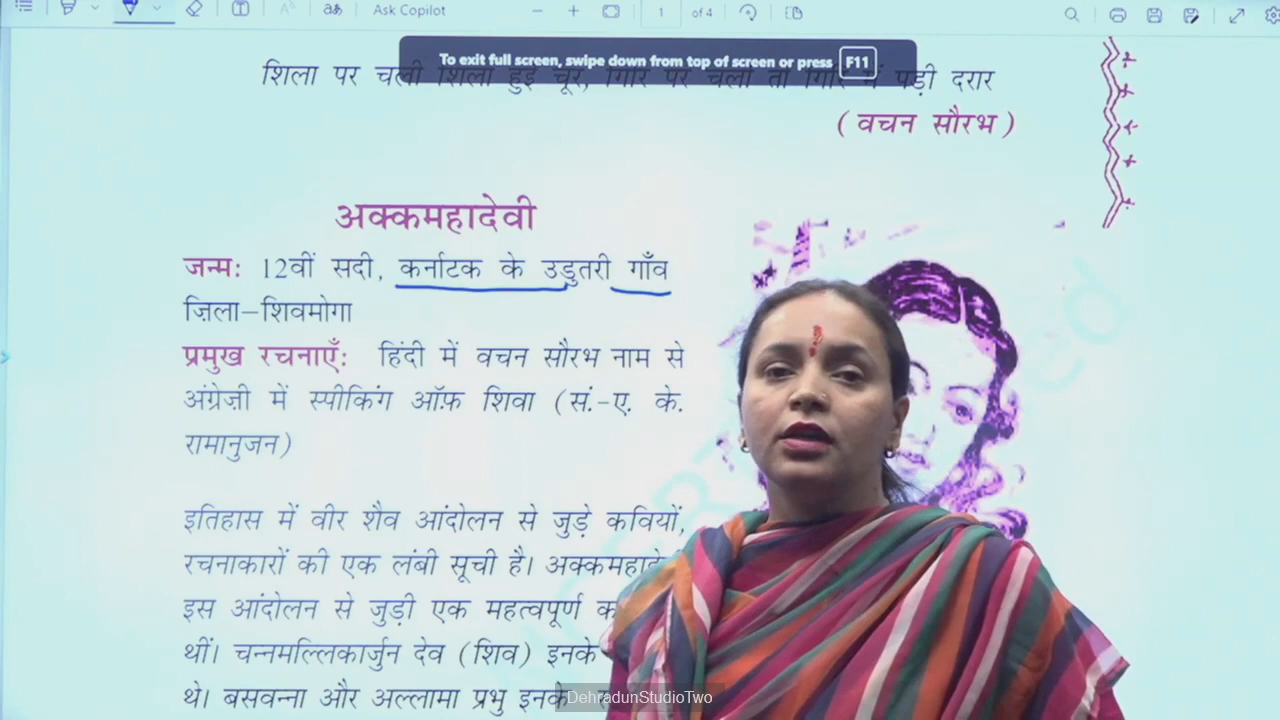 Ask Copilot
1 of 4
To exit full screen, swipe down from top of screen or press F11
शिला पर चली शिला हुई चूर, गिरि पर चली तो गिरि में पड़ी दरार
( वचन सौरभ )
अक्कमहादेवी
जन्म: 12वीं सदी, कर्नाटक के उडुतरी गाँव
ज़िला–शिवमोगा
प्रमुख रचनाएँ: हिंदी में वचन सौरभ नाम से
अंग्रेज़ी में स्पीकिंग ऑफ़ शिवा (सं.-ए. के.
रामानुजन)
इतिहास में वीर शैव आंदोलन से जुड़े कवियों,
रचनाकारों की एक लंबी सूची है। अक्कमहादे
इस आंदोलन से जुड़ी एक महत्वपूर्ण क
थीं। चन्नमल्लिकार्जुन देव (शिव) इनके
थे। बसवन्ना और अल्लामा प्रभु इनके
DehradunStudioTwo